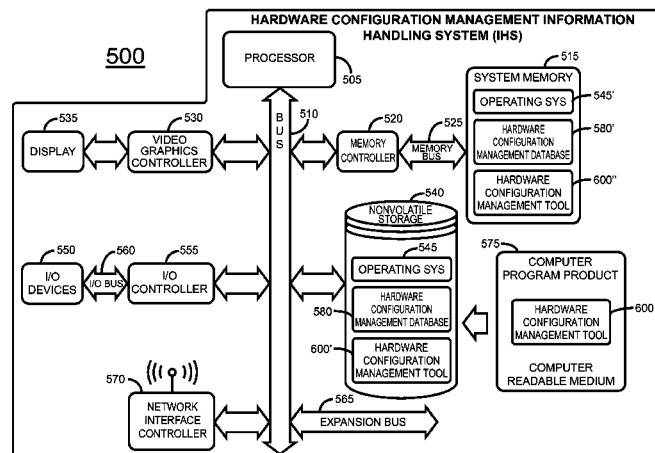 HARDWARE CONFIGURATION MANAGEMENT INFORMATION
HANDLING SYSTEM (IHS)
500
PROCESSOR
505
BUS
510
515
SYSTEM MEMORY
OPERATING SYS
545'
HARDWARE
CONFIGURATION
MANAGEMENT DATABASE
580'
HARDWARE
CONFIGURATION
MANAGEMENT TOOL
600"
535
DISPLAY
530
VIDEO
GRAPHICS
CONTROLLER
520
MEMORY
CONTROLLER
525
MEMORY
BUS
540
NONVOLATILE
STORAGE
545
OPERATING SYS
580
HARDWARE
CONFIGURATION
MANAGEMENT DATABASE
600'
HARDWARE
CONFIGURATION
MANAGEMENT TOOL
550
I/O
DEVICES
560
I/O BUS
555
I/O
CONTROLLER
575
COMPUTER
PROGRAM PRODUCT
HARDWARE
CONFIGURATION
MANAGEMENT TOOL
600
COMPUTER
READABLE MEDIUM
570
NETWORK
INTERFACE
CONTROLLER
565
EXPANSION BUS